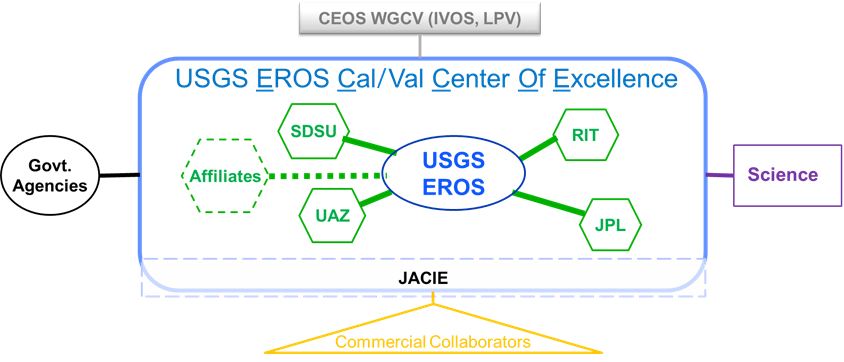 CEOS WGCV (IVOS, LPV)
USGS EROS Cal/Val Center Of Excellence
SDSU
RIT
Govt.
Agencies
Affiliates
USGS
EROS
Science
UAZ
JPL
JACIE
Commercial Collaborators